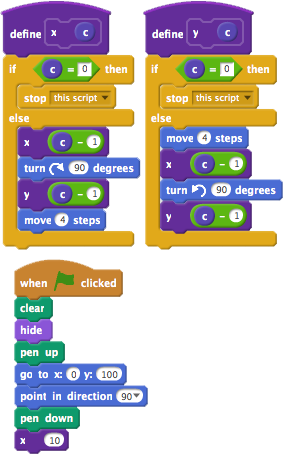 define x c
if c = 0 then
stop this script
else
x c - 1
turn 90 degrees
y c - 1
move 4 steps
define y c
if c = 0 then
stop this script
else
move 4 steps
x c - 1
turn 90 degrees
y c - 1
when clicked
clear
hide
pen up
go to x: 0 y: 100
point in direction 90
pen down
x 10